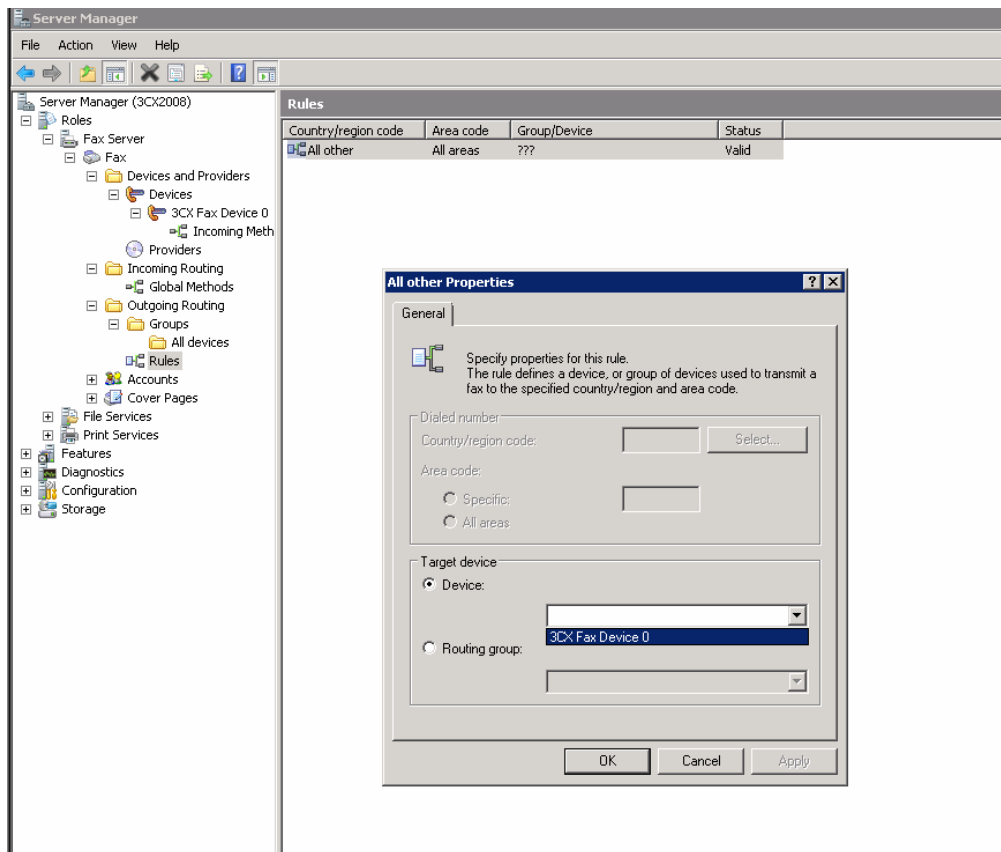 Server Manager
File Action View Help
Server Manager (3CX2008)
Roles
Fax Server
Fax
Devices and Providers
Devices
3CX Fax Device 0
Incoming Meth
Providers
Incoming Routing
Global Methods
Outgoing Routing
Groups
All devices
Rules
Accounts
Cover Pages
File Services
Print Services
Features
Diagnostics
Configuration
Storage
Rules
Country/region code Area code Group/Device Status
All other All areas ??? Valid
All other Properties
General
Specify properties for this rule.
The rule defines a device, or group of devices used to transmit a
fax to the specified country/region and area code.
Dialed number
Country/region code: Select...
Area code:
Specific:
All areas
Target device
Device:
3CX Fax Device 0
Routing group:
OK Cancel Apply